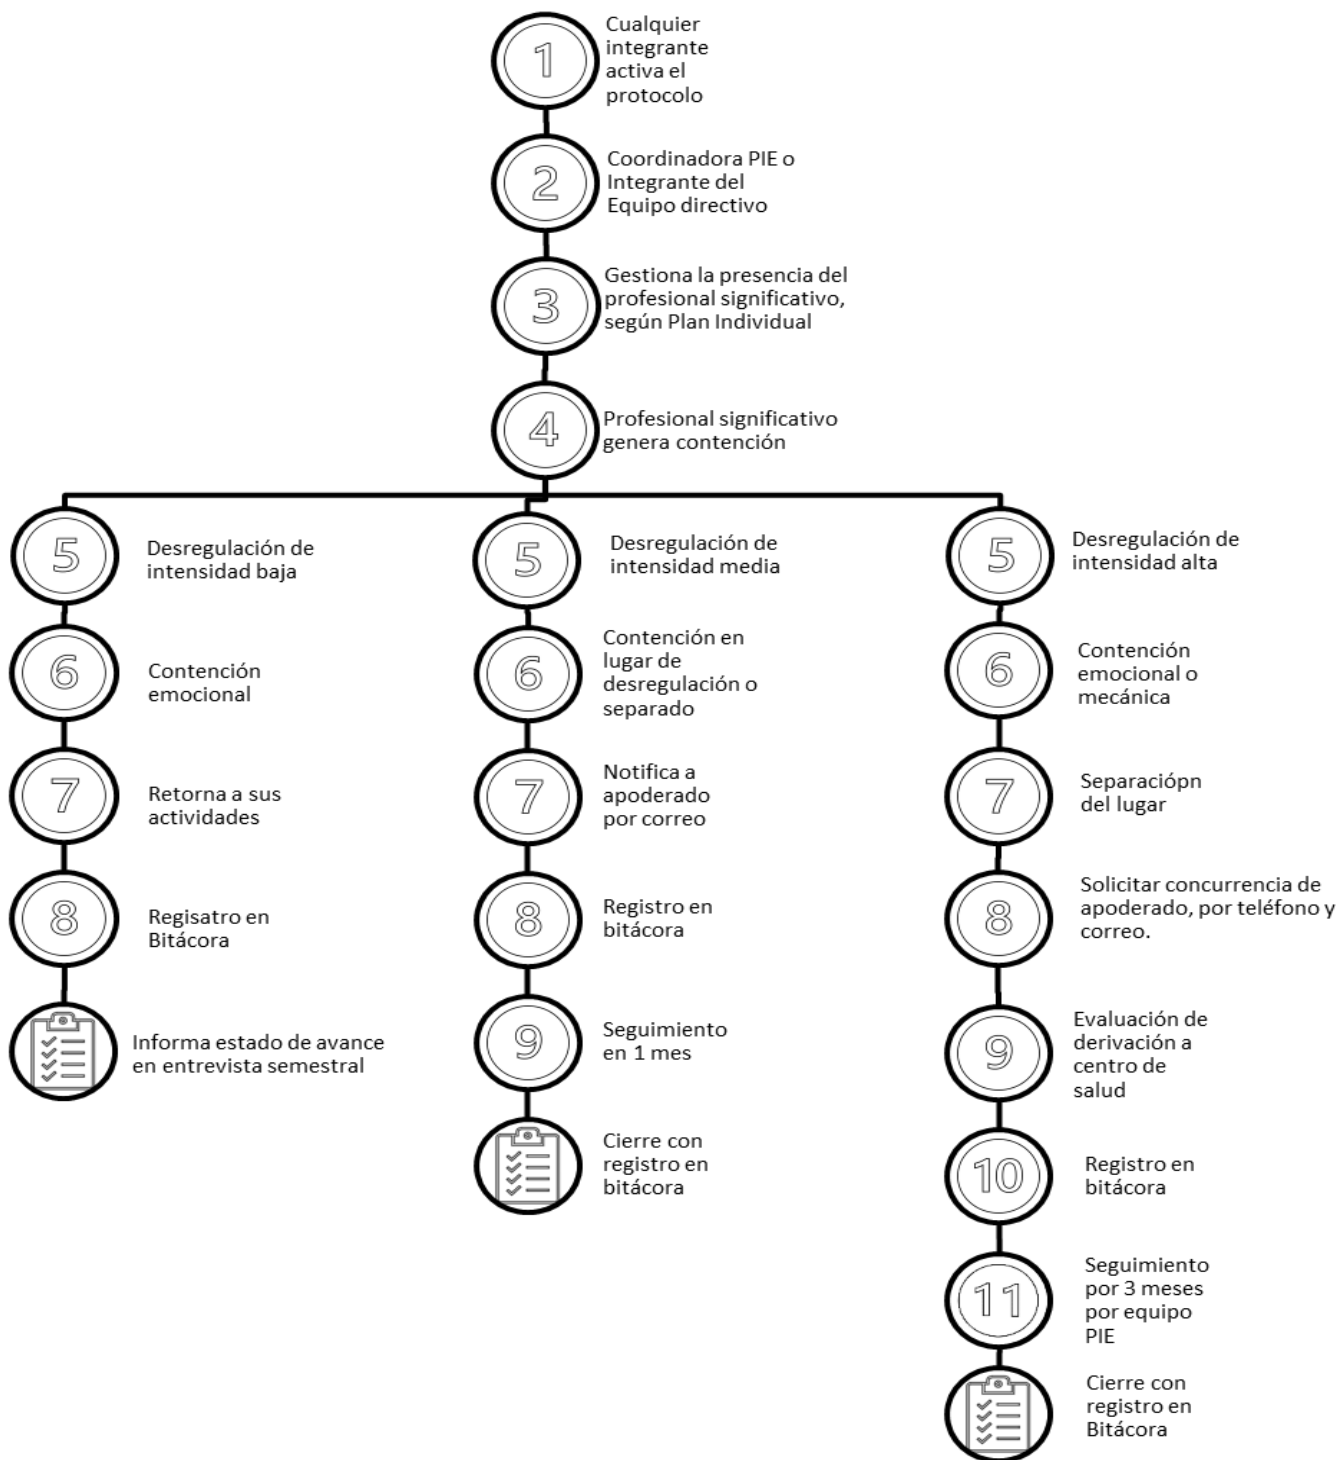 1
Cualquier
integrante
activa el
protocolo
2
Coordinadora PIE o
Integrante del
Equipo directivo
3
Gestiona la presencia del
profesional significativo,
según Plan Individual
4
Profesional significativo
genera contención
5
Desregulación de
intensidad baja
6
Contención
emocional
7
Retorna a sus
actividades
8
Regisatro en
Bitácora
Informa estado de avance
en entrevista semestral
5
Desregulación de
intensidad media
6
Contención en
lugar de
desregulación o
separado
7
Notifica a
apoderado
por correo
8
Registro en
bitácora
9
Seguimiento
en 1 mes
Cierre con
registro en
bitácora
5
Desregulación de
intensidad alta
6
Contención
emocional o
mecánica
7
Separaciópn
del lugar
8
Solicitar concurrencia de
apoderado, por teléfono y
correo.
9
Evaluación de
derivación a
centro de
salud
10
Registro en
bitácora
11
Seguimiento
por 3 meses
por equipo
PIE
Cierre con
registro en
Bitácora